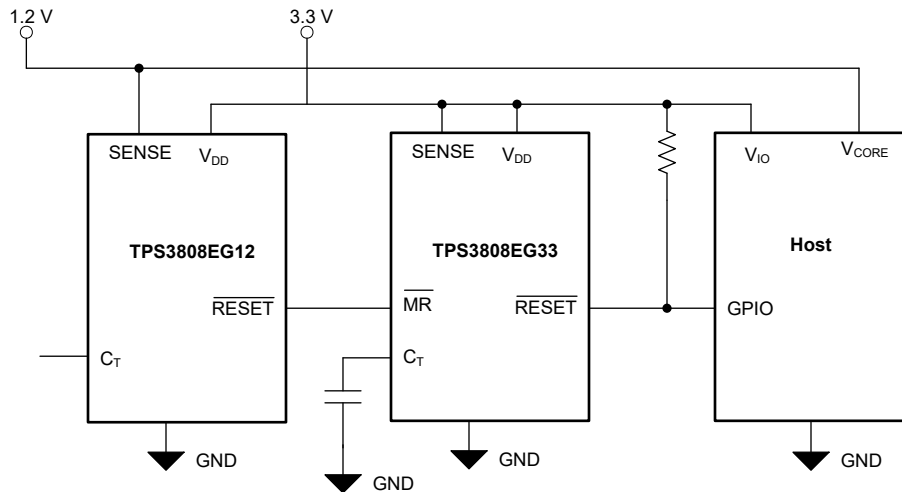 1.2 V
3.3 V
SENSE
VDD
SENSE
VDD
VIO
VCORE
TPS3808EG12
TPS3808EG33
Host
RESET
MR
RESET
GPIO
CT
CT
GND
GND
GND
GND